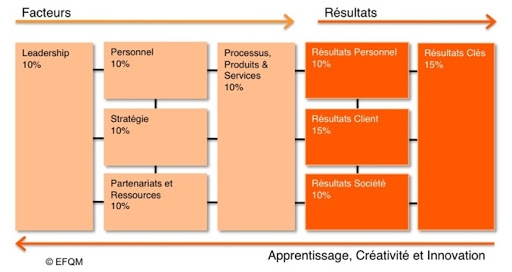 Facteurs
Résultats
Leadership
10%
Personnel
10%
Stratégie
10%
Partenariats et
Ressources
10%
Processus,
Produits &
Services
10%
Résultats Personnel
10%
Résultats Client
15%
Résultats Société
10%
Résultats Clés
15%
Apprentissage, Créativité et Innovation
© EFQM